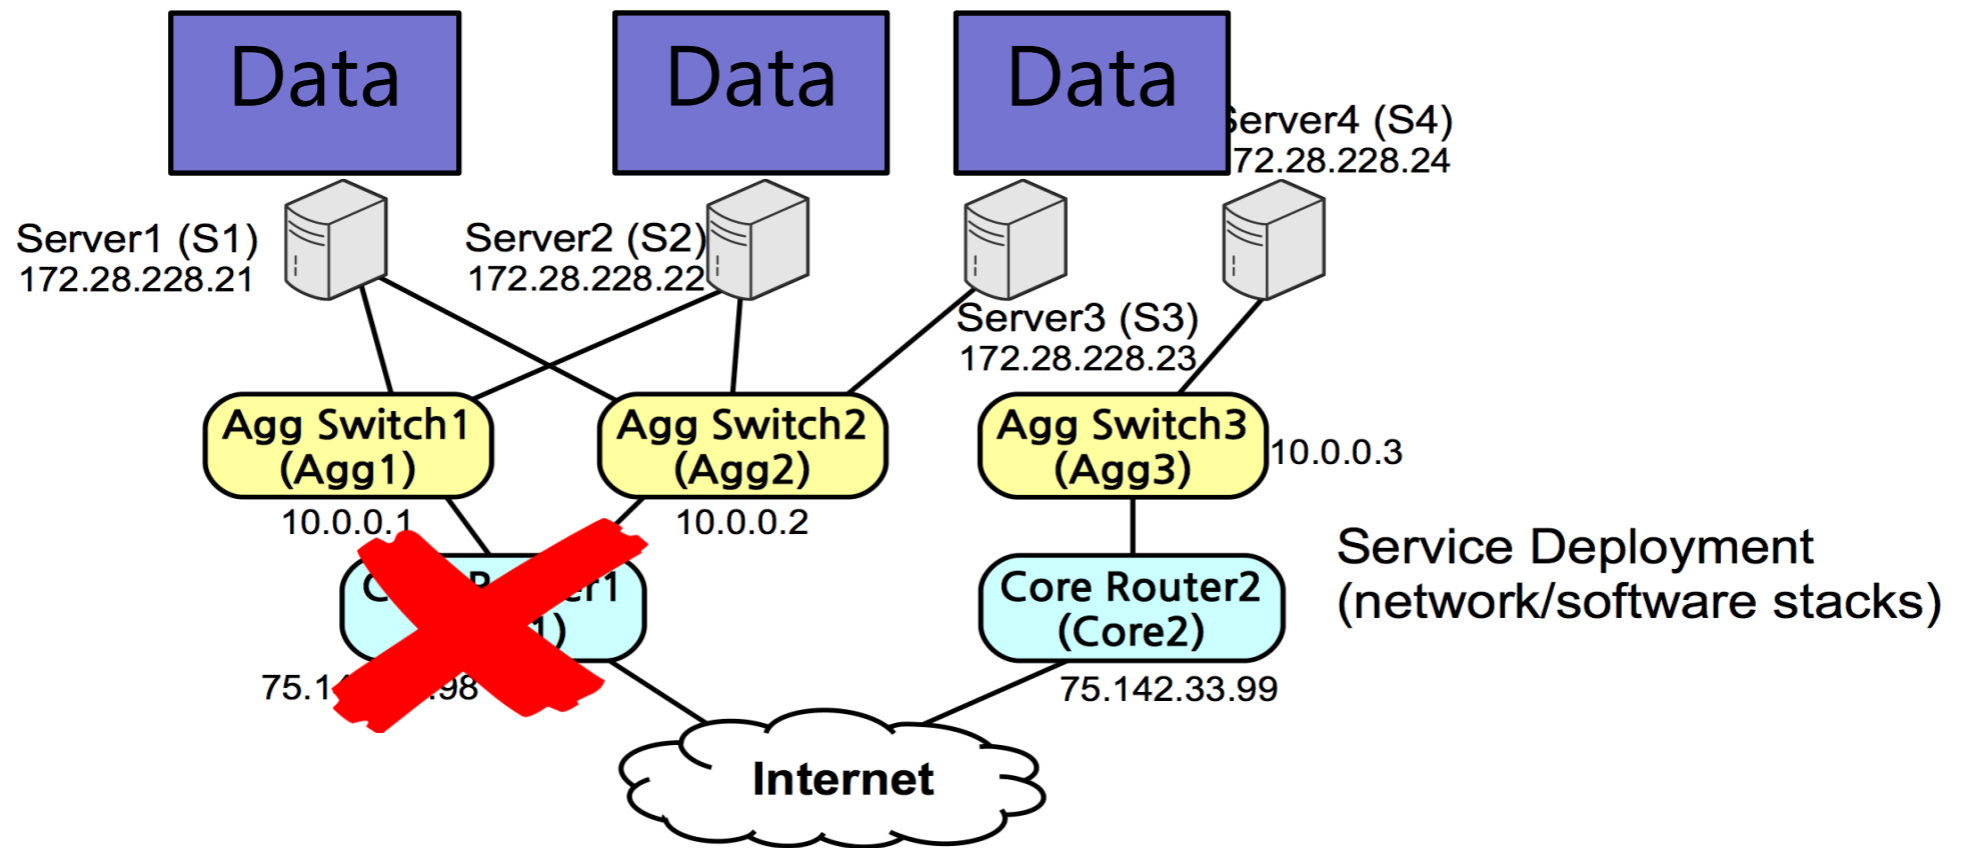 Data
Data
Data
Server4 (S4)
72.28.228.24
Server1 (S1)
172.28.228.21
Server2 (S2)
172.28.228.22
Server3 (S3)
172.28.228.23
Agg Switch1
(Agg1)
Agg Switch2
(Agg2)
Agg Switch3
(Agg3)
10.0.0.3
10.0.0.1
10.0.0.2
Service Deployment
(network/software stacks)
Core Router2
(Core2)
75.142.33.99
Internet